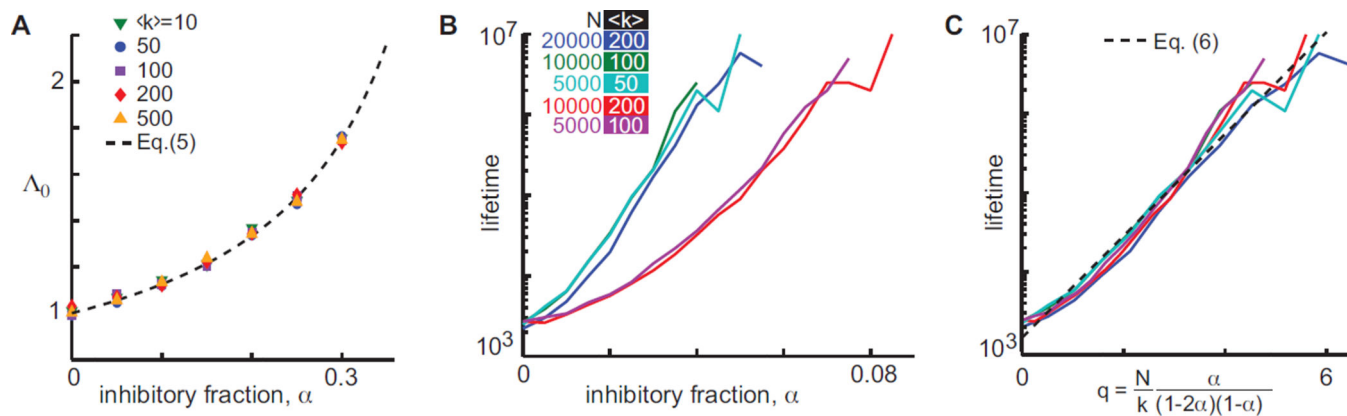 A
<k>=10
50
100
200
500
Eq.(5)
2
Λ0
1
0
0.3
inhibitory fraction, α
B
N <k>
20000 200
10000 100
5000 50
10000 200
5000 100
10^7
lifetime
10^3
0
0.08
inhibitory fraction, α
C
Eq. (6)
10^7
lifetime
10^3
0
6
q = N/k α/(1-2α)(1-α)